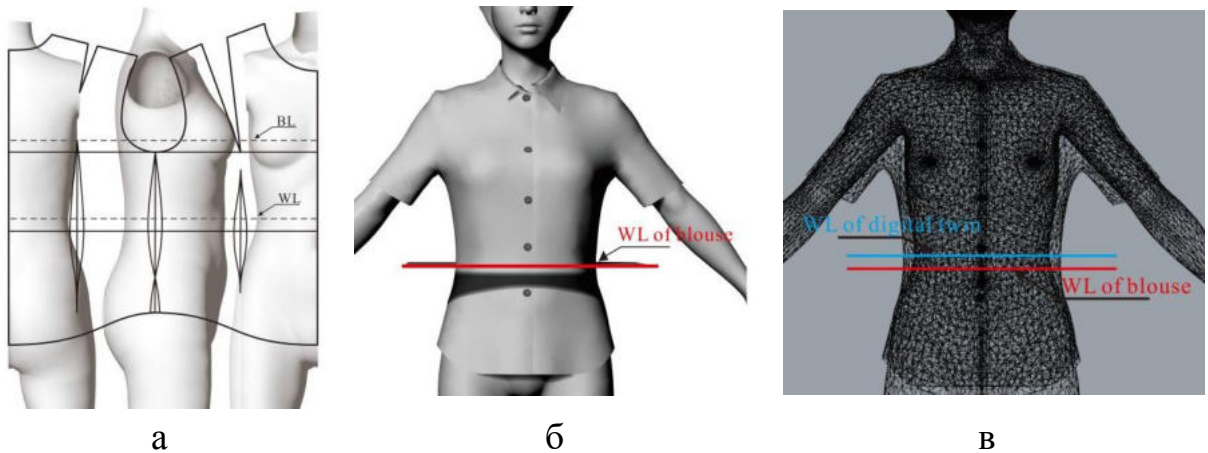 BL
WL
WL of blouse
WL of digital twin
WL of blouse
а
б
в